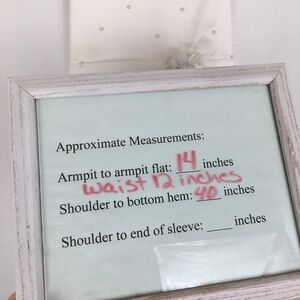 Approximate Measurements:
Armpit to armpit flat: 14 inches
waist 12 inches
Shoulder to bottom hem: 40 inches
Shoulder to end of sleeve: ____ inches